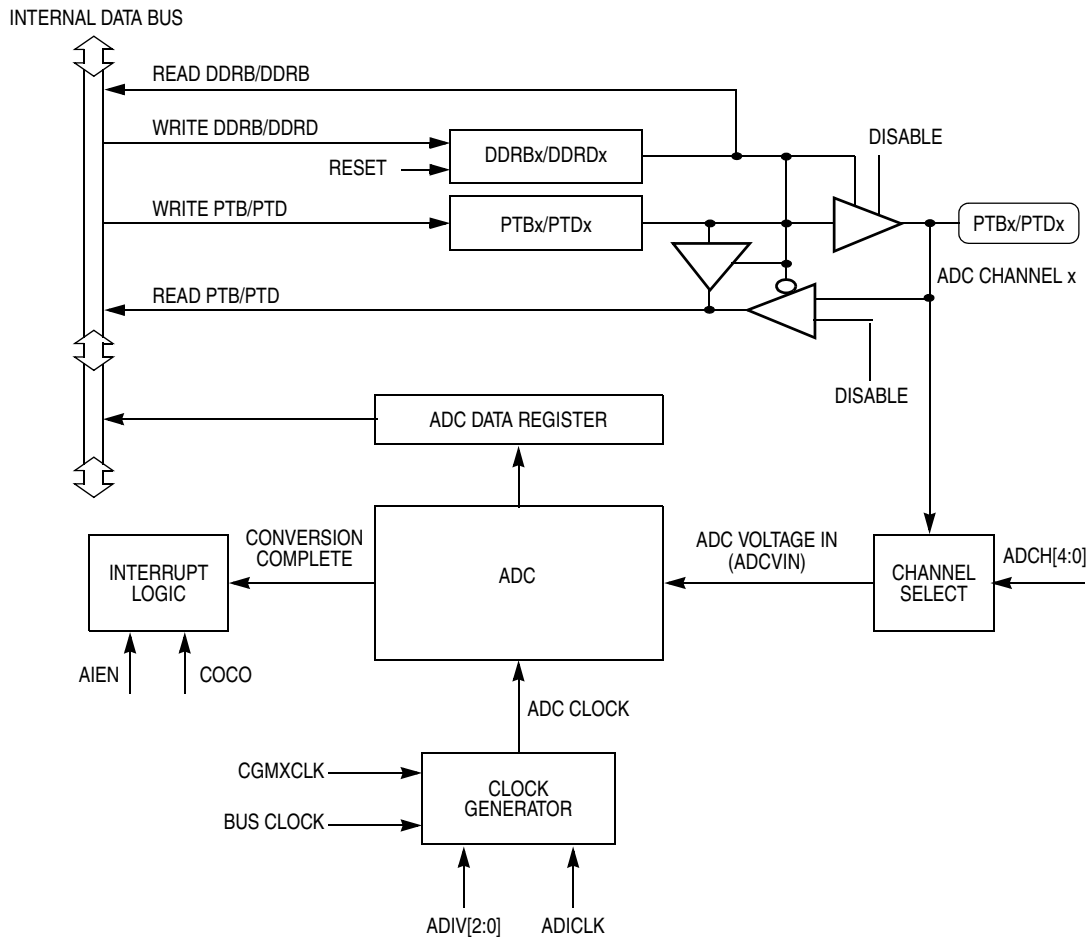 INTERNAL DATA BUS
READ DDRB/DDRB
WRITE DDRB/DDRD
RESET
DDRBx/DDRDx
DISABLE
WRITE PTB/PTD
PTBx/PTDx
PTBx/PTDx
ADC CHANNEL x
READ PTB/PTD
DISABLE
ADC DATA REGISTER
CONVERSION
COMPLETE
INTERRUPT
LOGIC
ADC
ADC VOLTAGE IN
(ADCVIN)
CHANNEL
SELECT
ADCH[4:0]
AIEN
COCO
ADC CLOCK
CGMXCLK
BUS CLOCK
CLOCK
GENERATOR
ADIV[2:0]
ADICLK